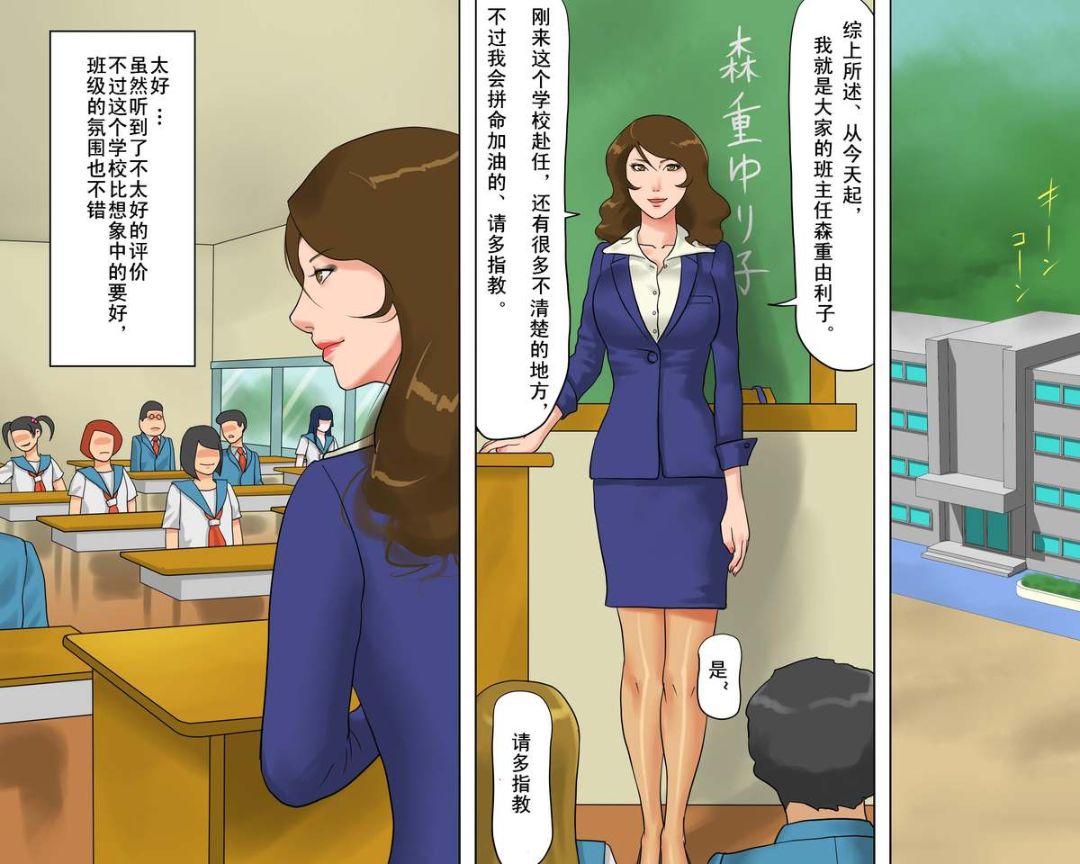 キーン
コーン
综上所述、从今天起，
我就是大家的班主任森重由利子。
森重ゆり子
刚来这个学校赴任，还有很多不清楚的地方，
不过我会拼命加油的、请多指教。
是~
请多指教
太好…
虽然听到了不太好的评价
不过这个学校比想象中的要好，
班级的氛围也不错